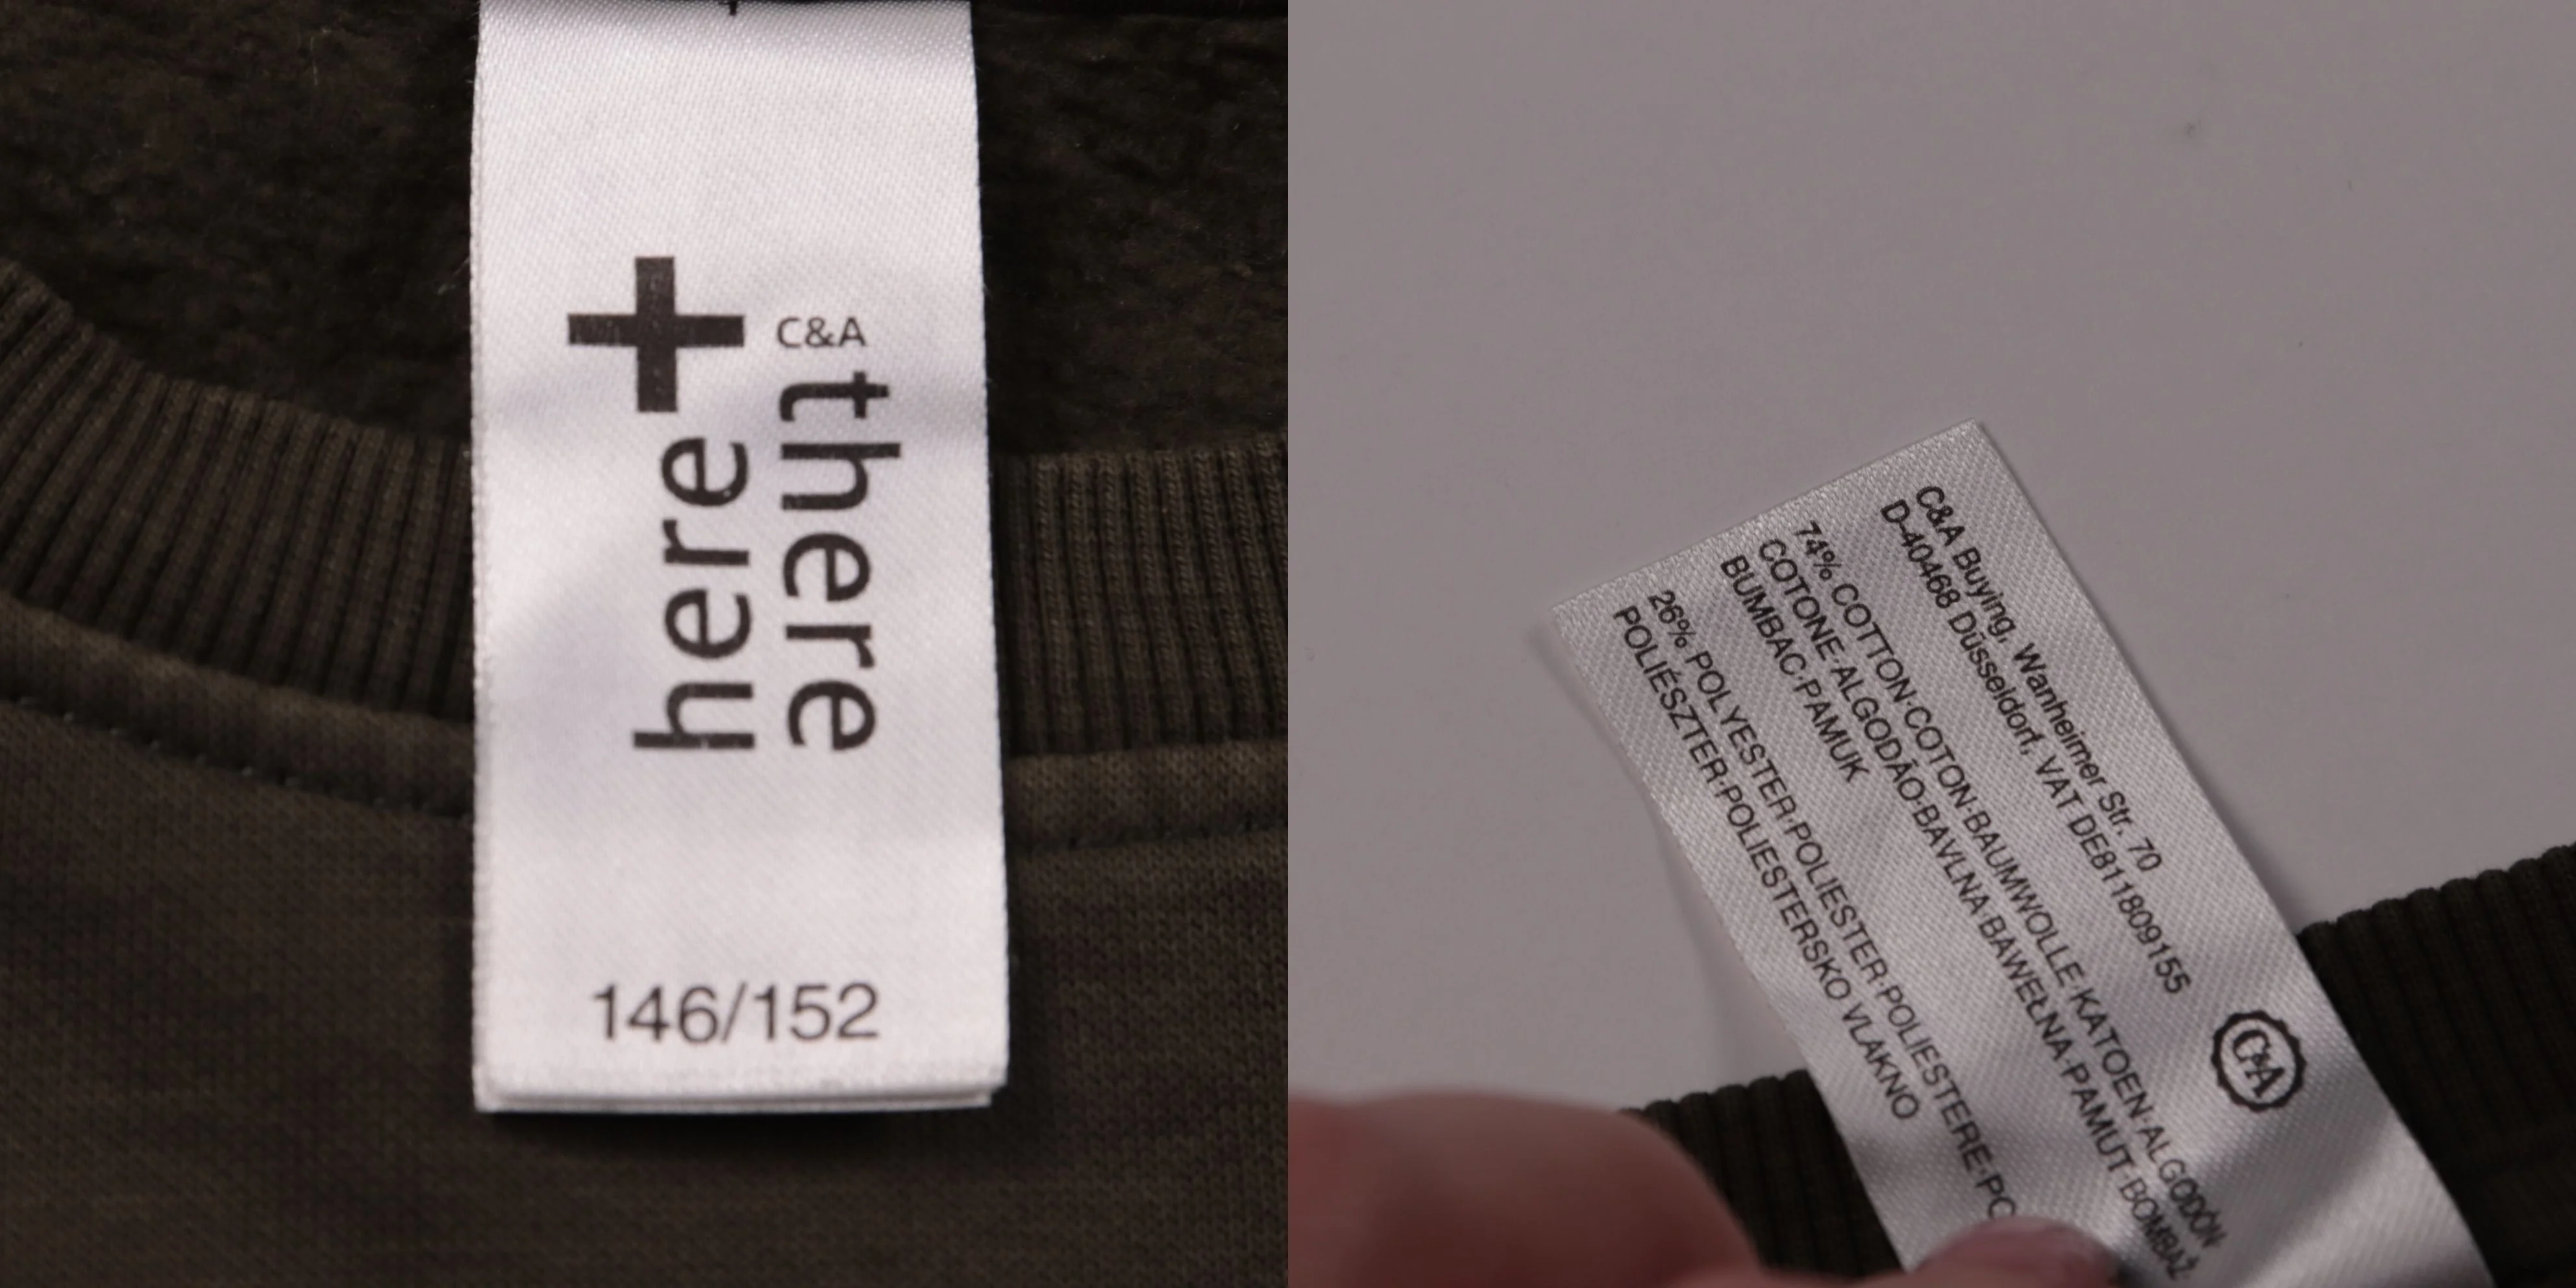 here +
there
C&A
146/152
C&A Buying, Wanheimer Str. 70
D-40468 Düsseldorf, VAT DE811809155
C&A
74% COTTON·COTON·BAUMWOLLE·KATOEN·ALGODÓN
COTONE·ALGODÃO·BAVLNA·BAWEŁNA·PAMUT·BOMBAŽ
BUMBAC·PAMUK
26% POLYESTER·POLIESTER·POLIESTERE·PO
POLIÉSZTER·POLIESTERSKO VLAKNO